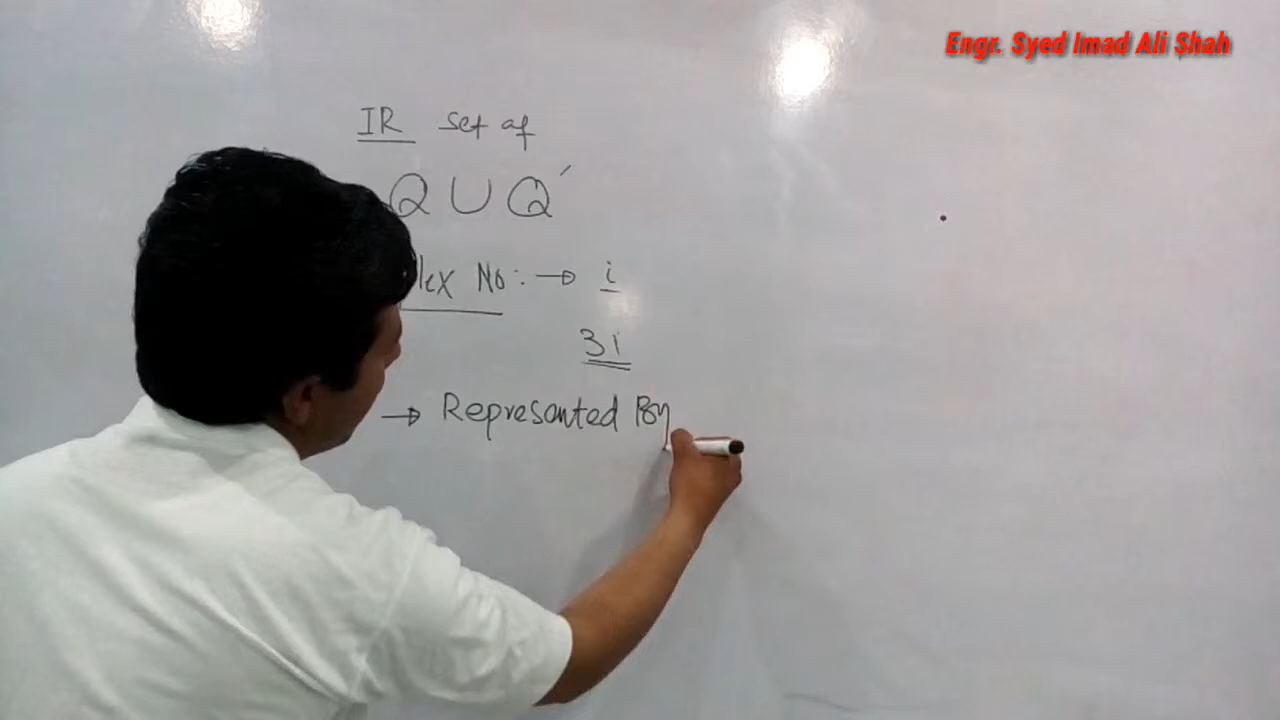 Engr. Syed Imad Ali Shah
IR set of
Q U Q′
lex No:. → i
3i
→ Represented By